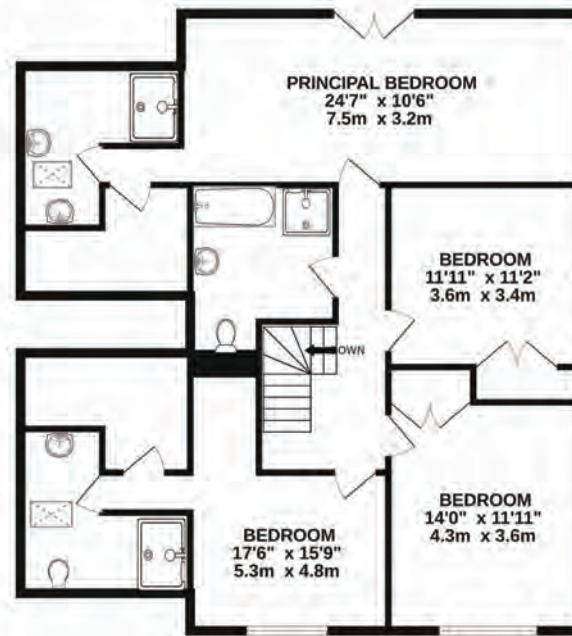 PRINCIPAL BEDROOM
24'7" x 10'6"
7.5m x 3.2m
BEDROOM
11'11" x 11'2"
3.6m x 3.4m
OWN
BEDROOM
14'0" x 11'11"
4.3m x 3.6m
BEDROOM
17'6" x 15'9"
5.3m x 4.8m